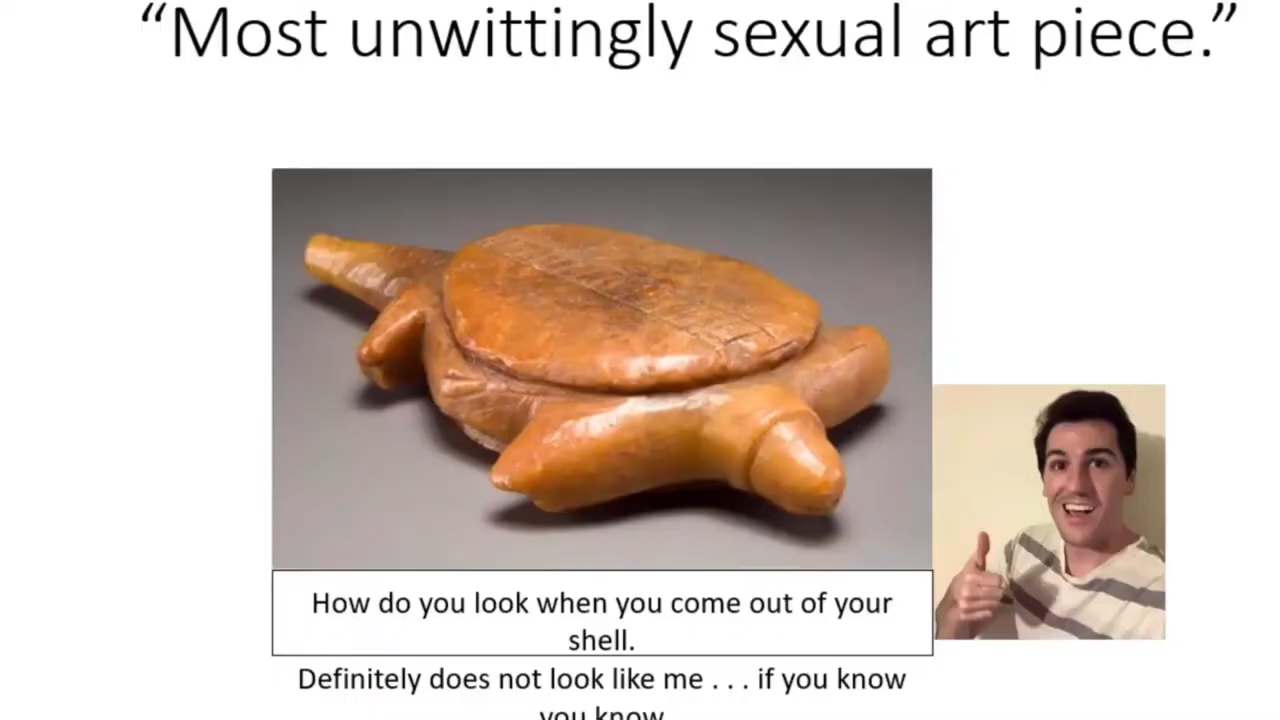 “Most unwittingly sexual art piece.”
How do you look when you come out of your
shell.
Definitely does not look like me . . . if you know
you know